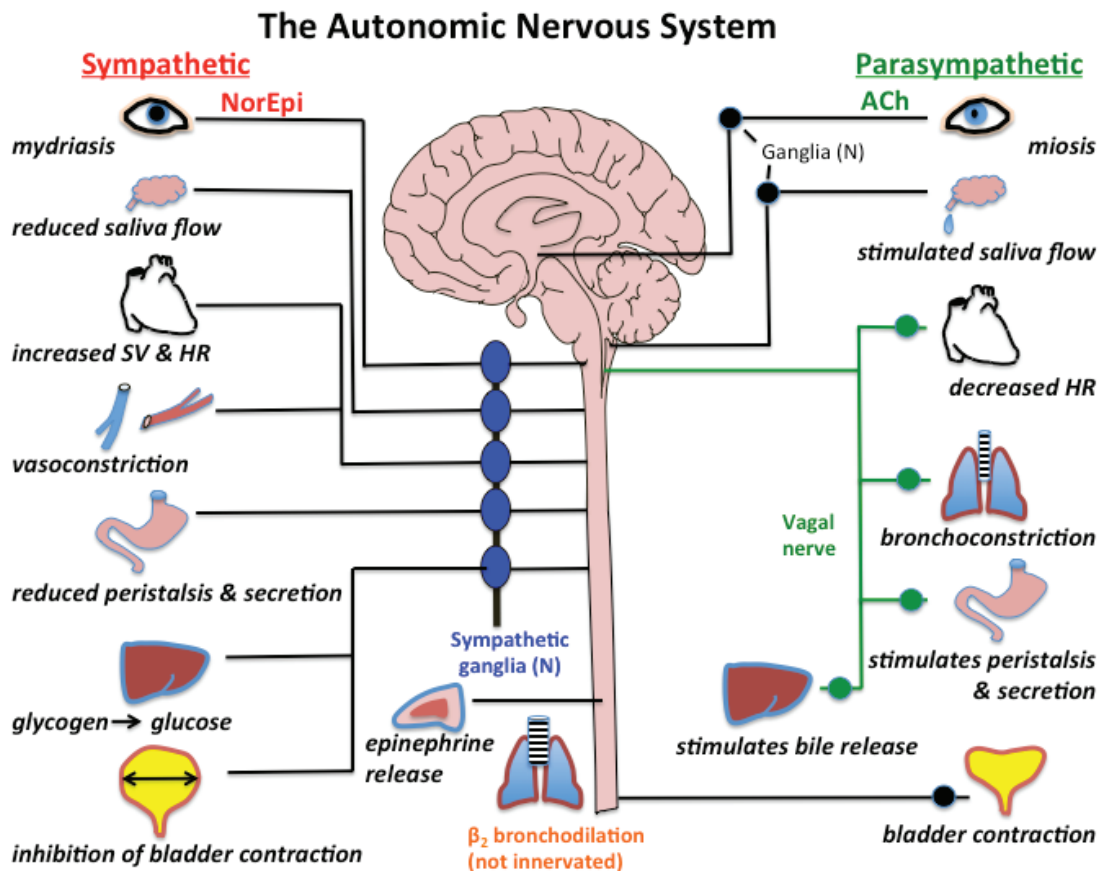 The Autonomic Nervous System
Sympathetic
NorEpi
mydriasis
reduced saliva flow
increased SV & HR
vasoconstriction
reduced peristalsis & secretion
glycogen → glucose
inhibition of bladder contraction
Sympathetic
ganglia (N)
epinephrine
release
β₂ bronchodilation
(not innervated)
Parasympathetic
ACh
Ganglia (N)
miosis
stimulated saliva flow
decreased HR
Vagal
nerve
bronchoconstriction
stimulates peristalsis
& secretion
stimulates bile release
bladder contraction